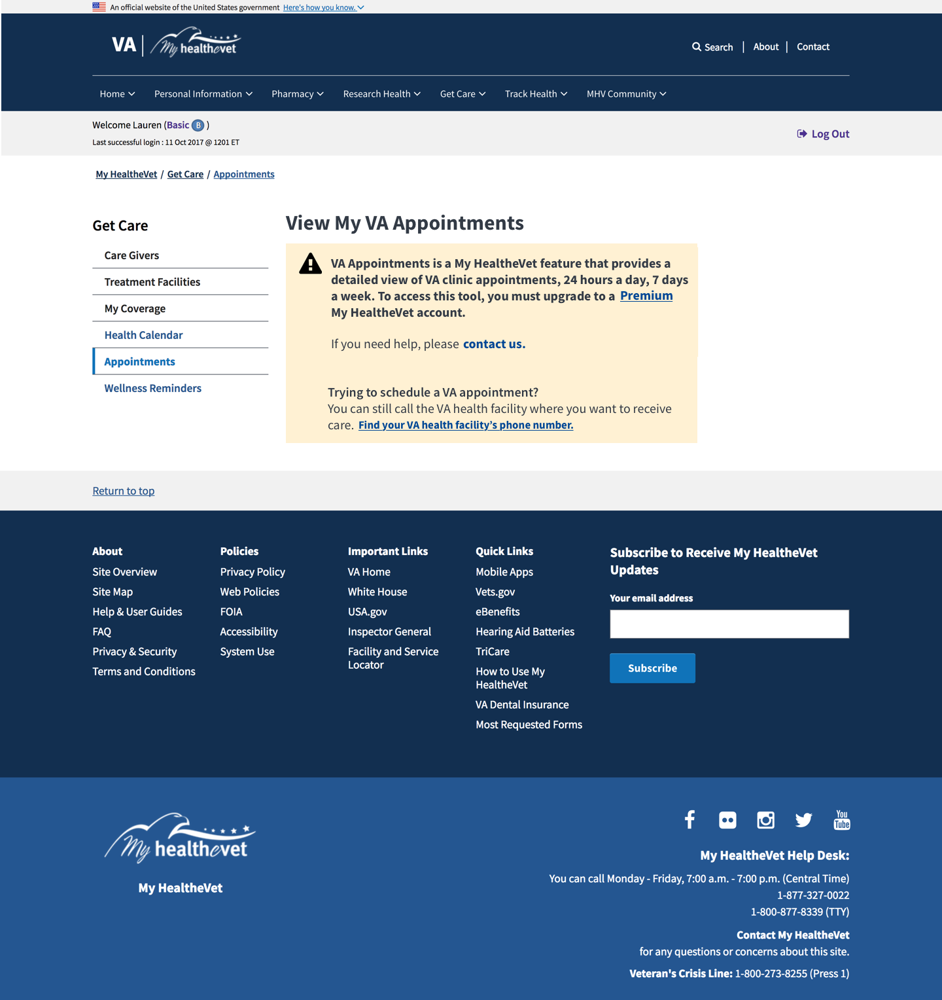 An official website of the United States government Here's how you know.
VA
My healthevet
Search
About
Contact
Home
Personal Information
Pharmacy
Research Health
Get Care
Track Health
MHV Community
Welcome Lauren (Basic B )
Last successful login : 11 Oct 2017 @ 1201 ET
Log Out
My HealtheVet / Get Care / Appointments
Get Care
Care Givers
Treatment Facilities
My Coverage
Health Calendar
Appointments
Wellness Reminders
View My VA Appointments
VA Appointments is a My HealtheVet feature that provides a
detailed view of VA clinic appointments, 24 hours a day, 7 days
a week. To access this tool, you must upgrade to a Premium
My HealtheVet account.
If you need help, please contact us.
Trying to schedule a VA appointment?
You can still call the VA health facility where you want to receive
care. Find your VA health facility’s phone number.
Return to top
About
Site Overview
Site Map
Help & User Guides
FAQ
Privacy & Security
Terms and Conditions
Policies
Privacy Policy
Web Policies
FOIA
Accessibility
System Use
Important Links
VA Home
White House
USA.gov
Inspector General
Facility and Service
Locator
Quick Links
Mobile Apps
Vets.gov
eBenefits
Hearing Aid Batteries
TriCare
How to Use My
HealtheVet
VA Dental Insurance
Most Requested Forms
Subscribe to Receive My HealtheVet
Updates
Your email address
Subscribe
My healthevet
My HealtheVet
You
Tube
My HealtheVet Help Desk:
You can call Monday - Friday, 7:00 a.m. - 7:00 p.m. (Central Time)
1-877-327-0022
1-800-877-8339 (TTY)
Contact My HealtheVet
for any questions or concerns about this site.
Veteran's Crisis Line: 1-800-273-8255 (Press 1)